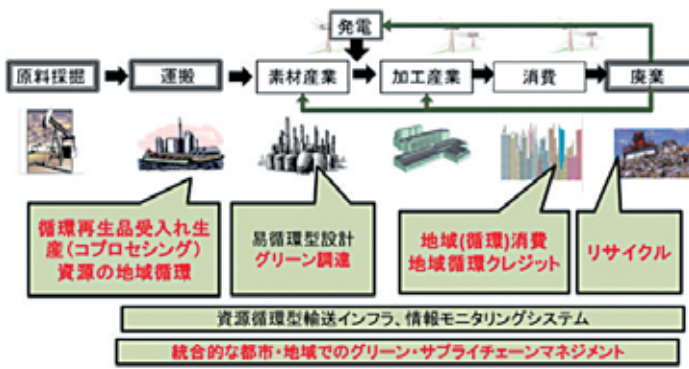 発電
原料採掘
運搬
素材産業
加工産業
消費
廃棄
循環再生品受入れ生
産(コプロセシング)
資源の地域循環
易循環型設計
グリーン調達
地域(循環)消費
地域循環クレジット
リサイクル
資源循環型輸送インフラ、情報モニタリングシステム
統合的な都市・地域でのグリーン・サプライチェーンマネジメント